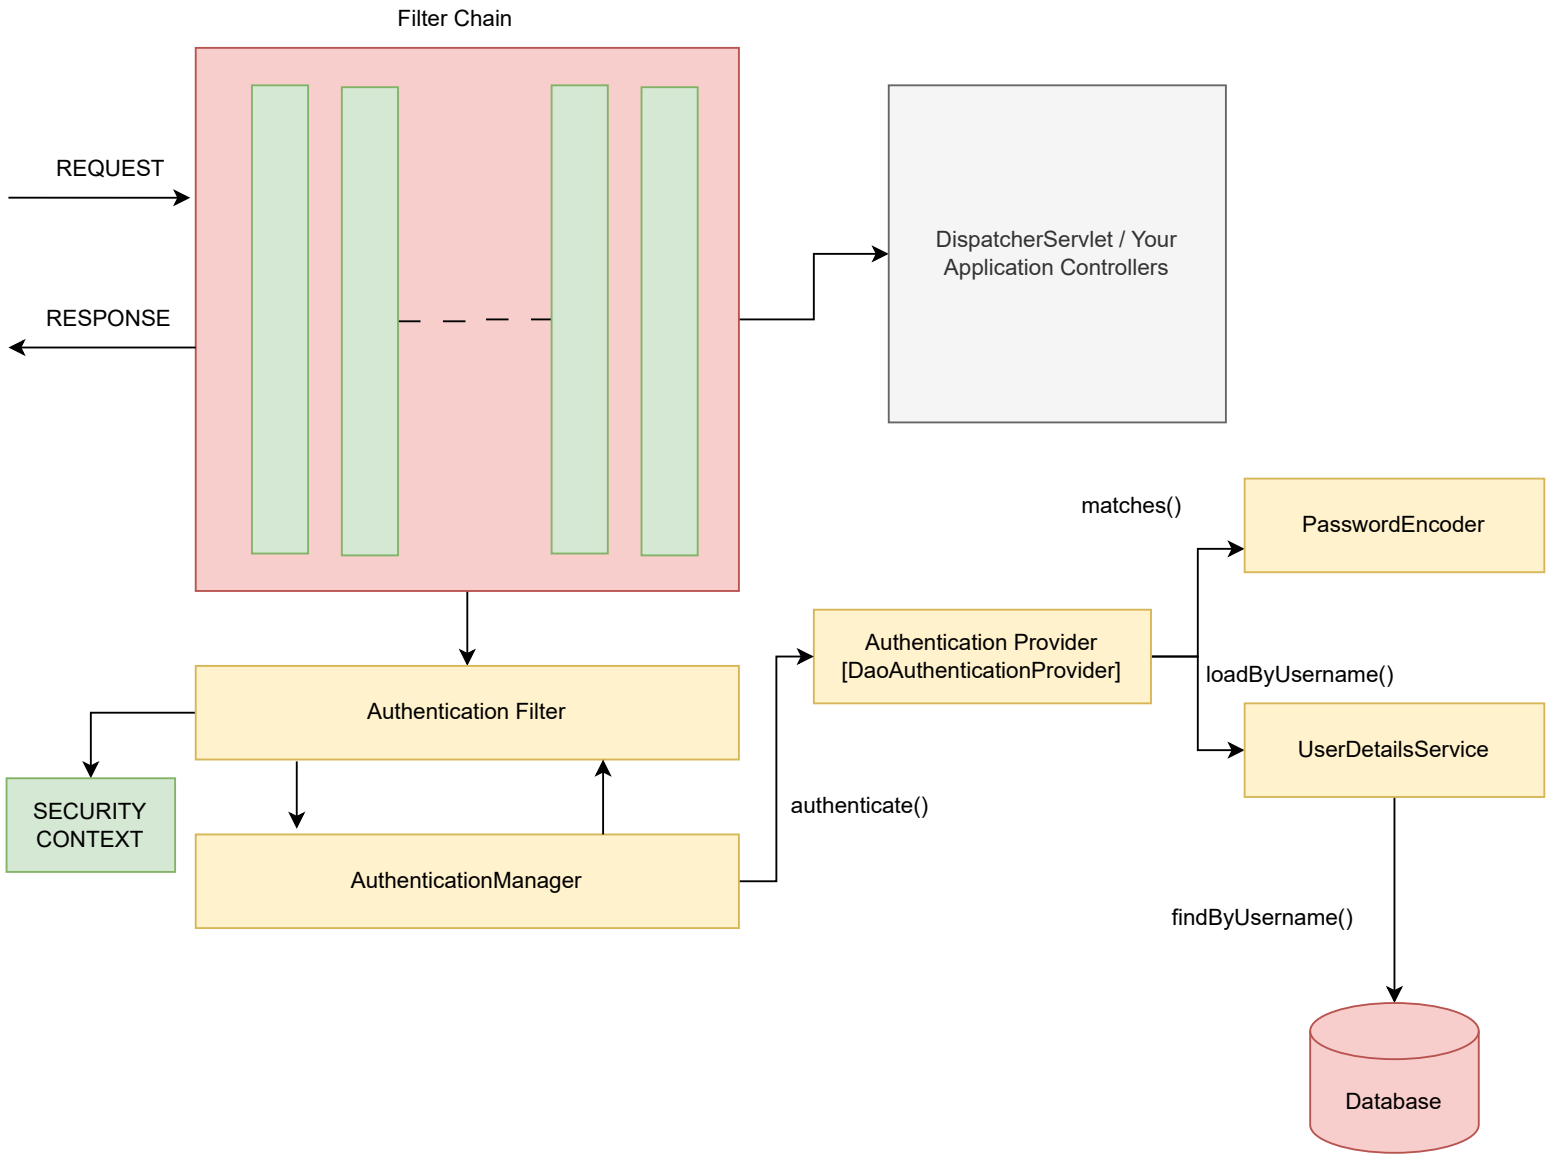 Filter Chain
REQUEST
RESPONSE
DispatcherServlet / Your
Application Controllers
matches()
PasswordEncoder
Authentication Provider
[DaoAuthenticationProvider]
loadByUsername()
UserDetailsService
Authentication Filter
SECURITY
CONTEXT
authenticate()
AuthenticationManager
findByUsername()
Database